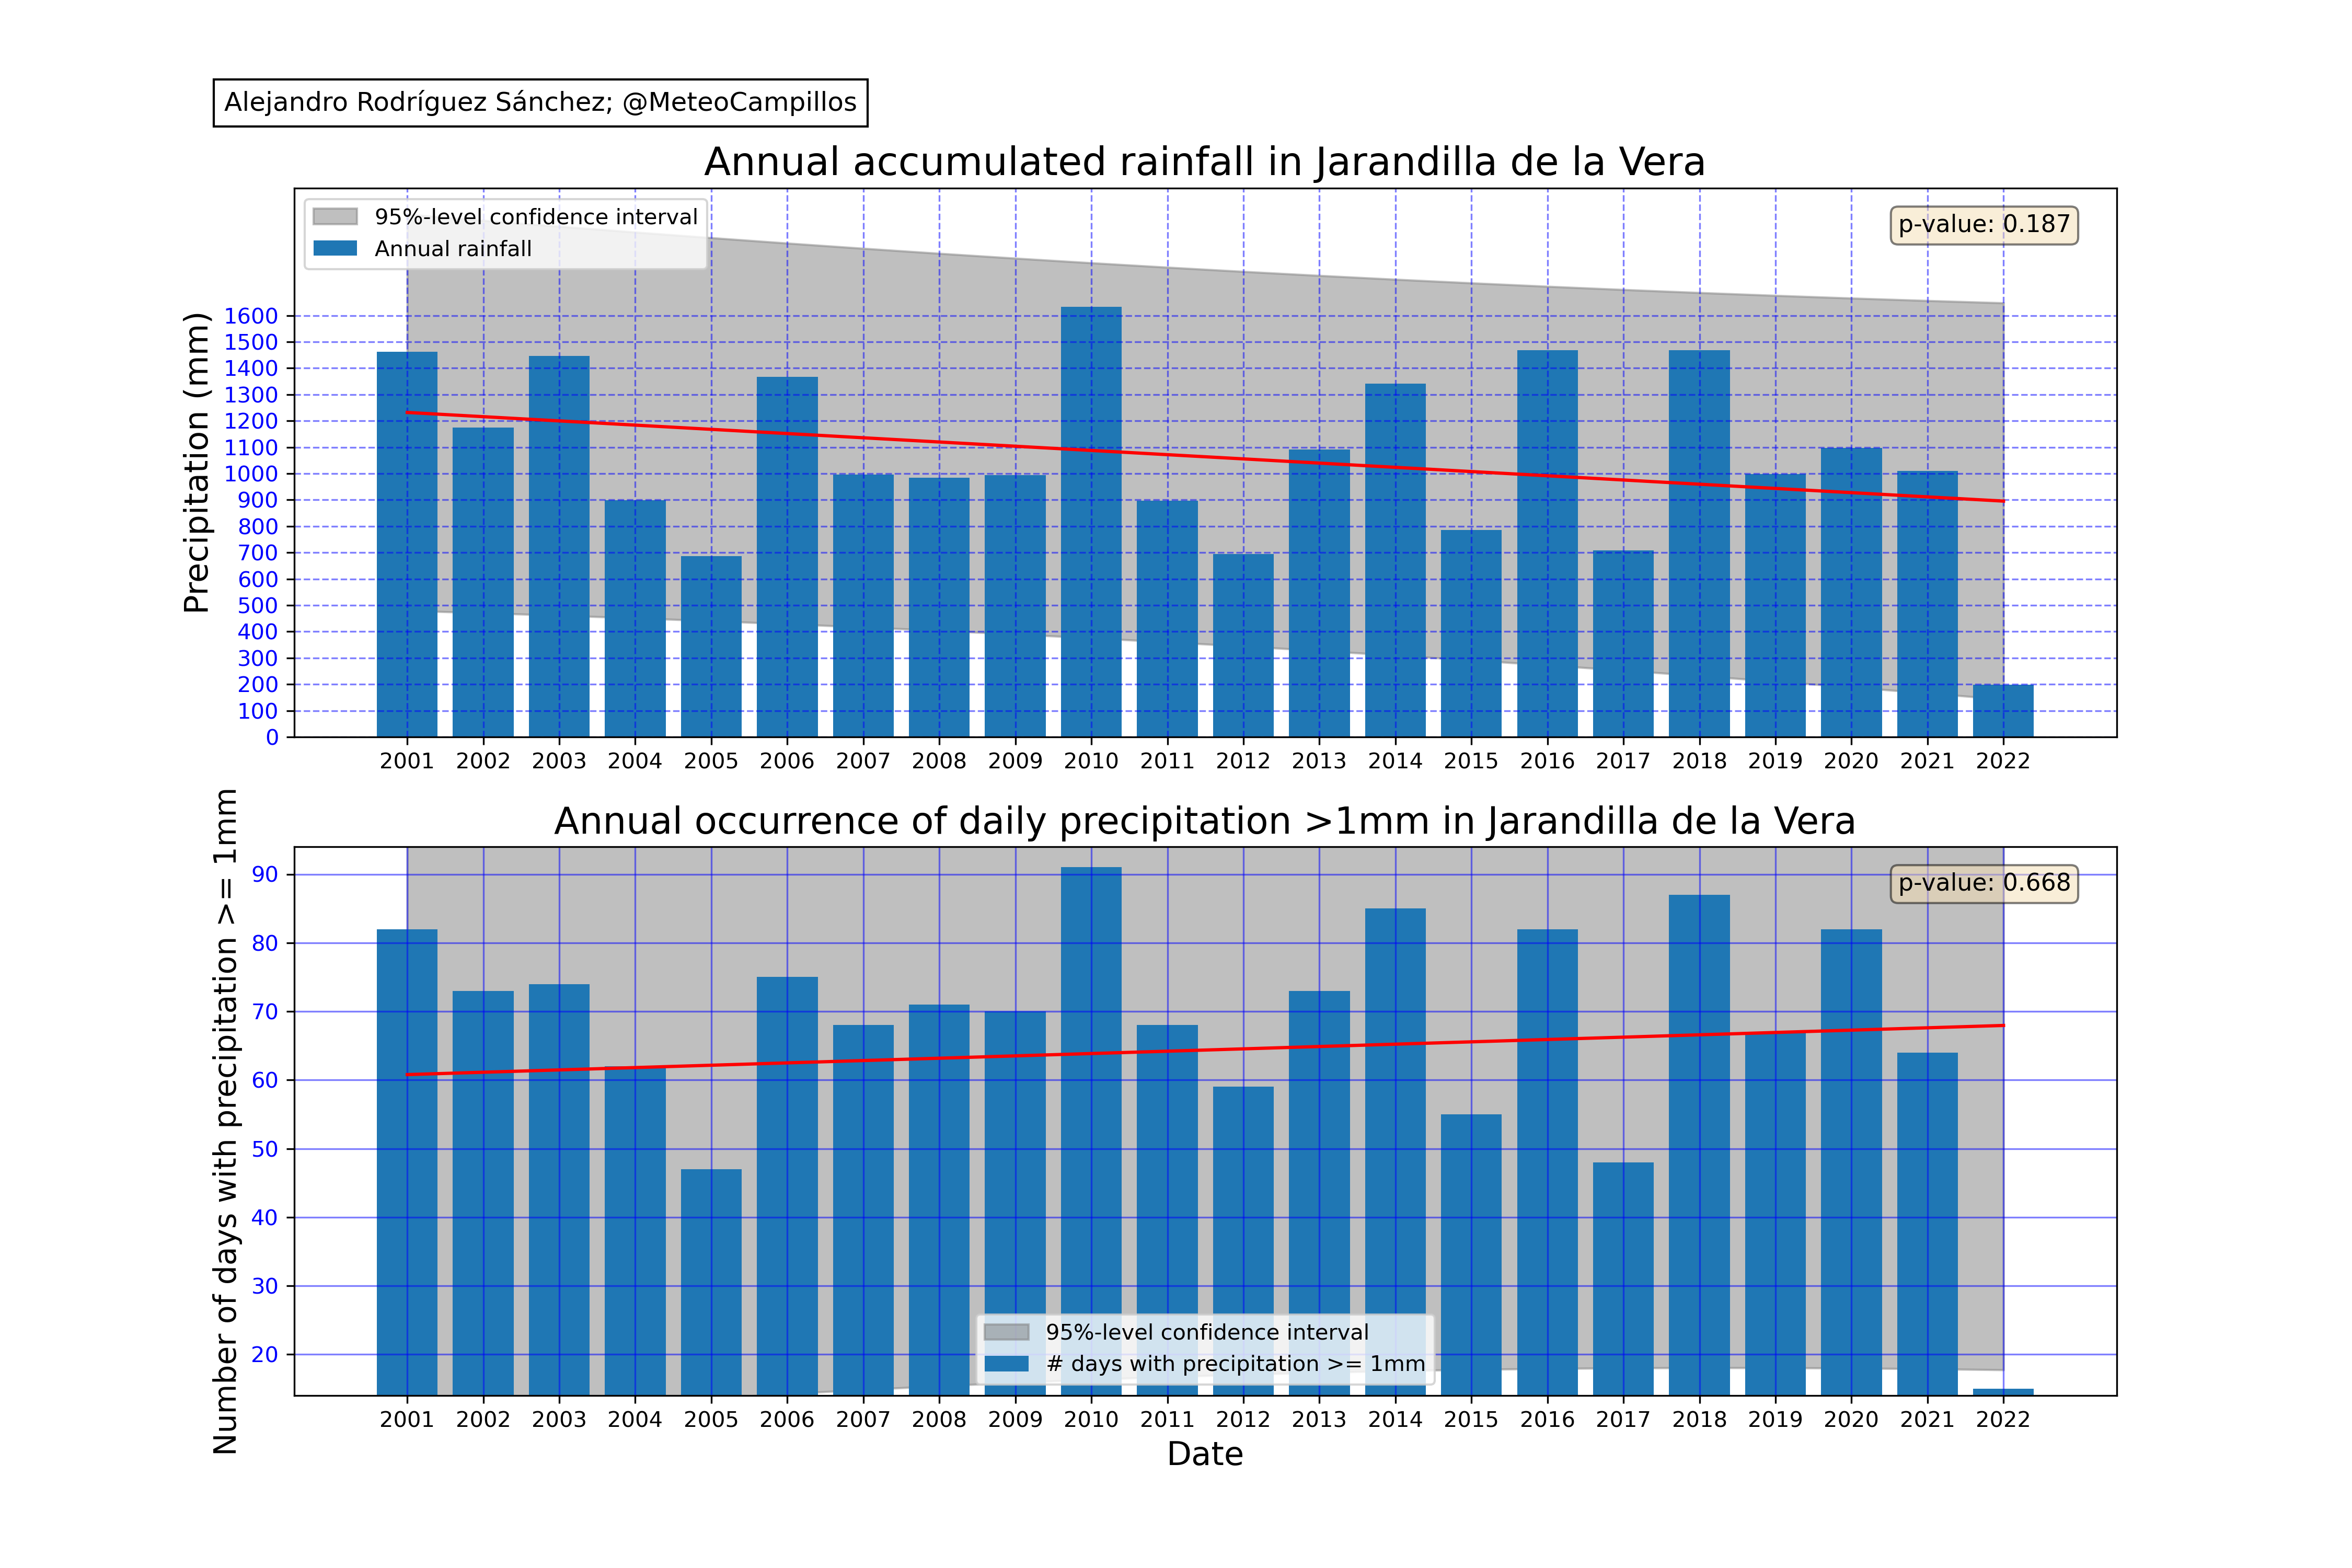 Alejandro Rodríguez Sánchez; @MeteoCampillos
Annual accumulated rainfall in Jarandilla de la Vera
95%-level confidence interval
Annual rainfall
p-value: 0.187
Precipitation (mm)
1600
1500
1400
1300
1200
1100
1000
900
800
700
600
500
400
300
200
100
0
2001 2002 2003 2004 2005 2006 2007 2008 2009 2010 2011 2012 2013 2014 2015 2016 2017 2018 2019 2020 2021 2022
Annual occurrence of daily precipitation >1mm in Jarandilla de la Vera
p-value: 0.668
Number of days with precipitation >= 1mm
90
80
70
60
50
40
30
20
95%-level confidence interval
# days with precipitation >= 1mm
2001 2002 2003 2004 2005 2006 2007 2008 2009 2010 2011 2012 2013 2014 2015 2016 2017 2018 2019 2020 2021 2022
Date